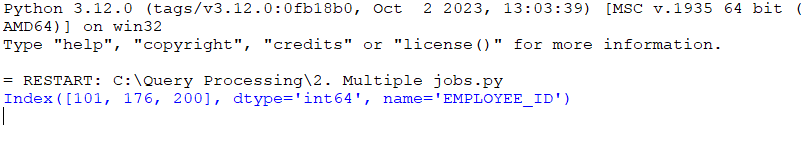 Python 3.12.0 (tags/v3.12.0:0fb18b0, Oct  2 2023, 13:03:39) [MSC v.1935 64 bit (
AMD64)] on win32
Type "help", "copyright", "credits" or "license()" for more information.
= RESTART: C:\Query Processing\2. Multiple jobs.py
Index([101, 176, 200], dtype='int64', name='EMPLOYEE_ID')